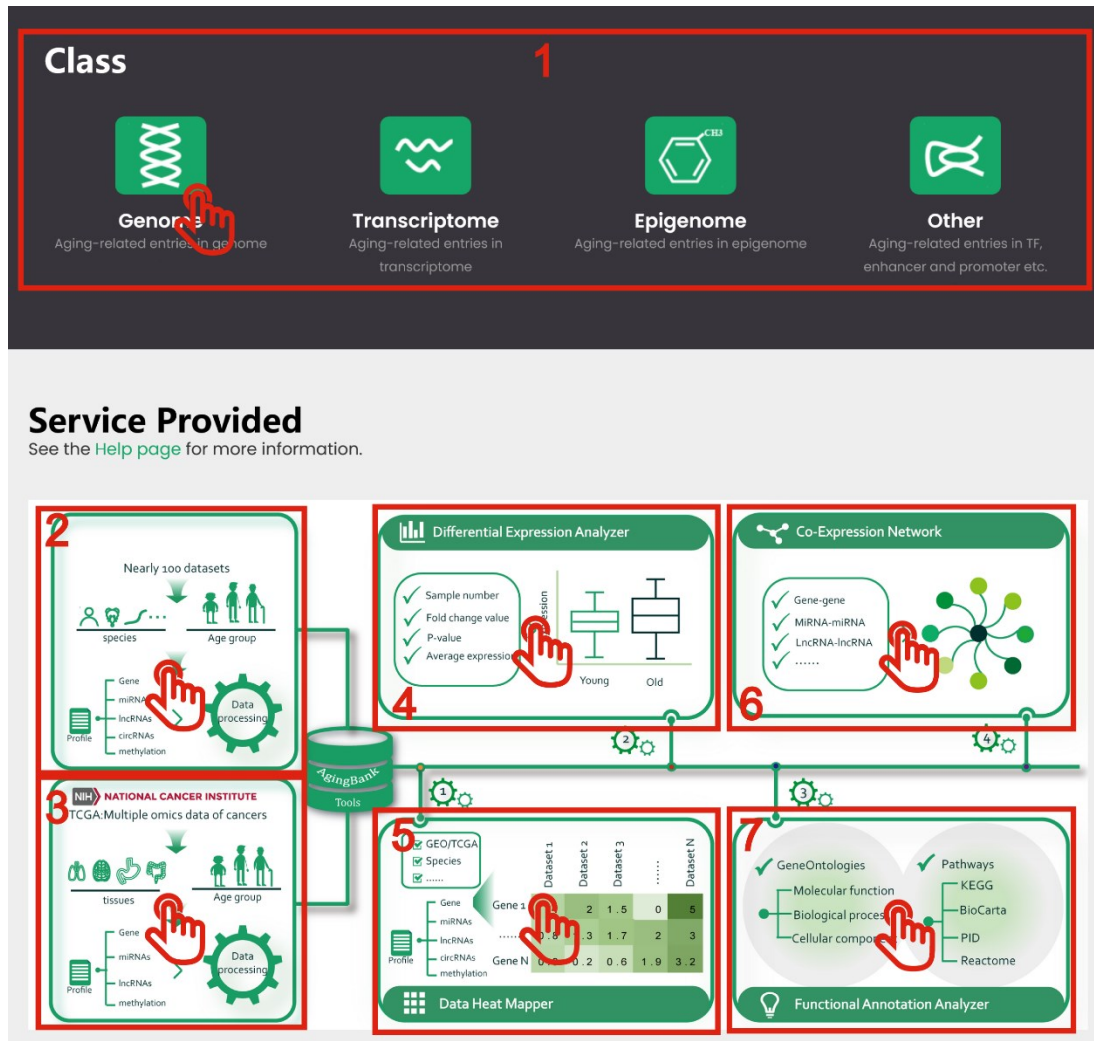 Class
1
CH3
Genome
Aging-related entries in genome
Transcriptome
Aging-related entries in
transcriptome
Epigenome
Aging-related entries in epigenome
Other
Aging-related entries in TF,
enhancer and promoter etc.
Service Provided
See the Help page for more information.
2
Nearly 100 datasets
species
Age group
Gene
miRNA
lncRNAs
circRNAs
methylation
Profile
Data
processing
3
NIH NATIONAL CANCER INSTITUTE
TCGA:Multiple omics data of cancers
tissues
Age group
Gene
miRNAs
lncRNAs
methylation
Profile
Data
processing
AgingBank
Tools
Differential Expression Analyzer
Sample number
Fold change value
P-value
Average expression
Young
Old
4
2
Co-Expression Network
Gene-gene
MiRNA-miRNA
LncRNA-lncRNA
......
6
4
1
3
5
GEO/TCGA
Species
......
Dataset 1
Dataset 2
Dataset 3
......
Dataset N
Gene
miRNAs
lncRNAs
circRNAs
methylation
Profile
Gene 1 2 1.5 0 5
...... 1.7 2 3
Gene N 0.2 0.6 1.9 3.2
Data Heat Mapper
7
GeneOntologies
Molecular function
Biological process
Cellular
Pathways
KEGG
BioCarta
PID
Reactome
Functional Annotation Analyzer